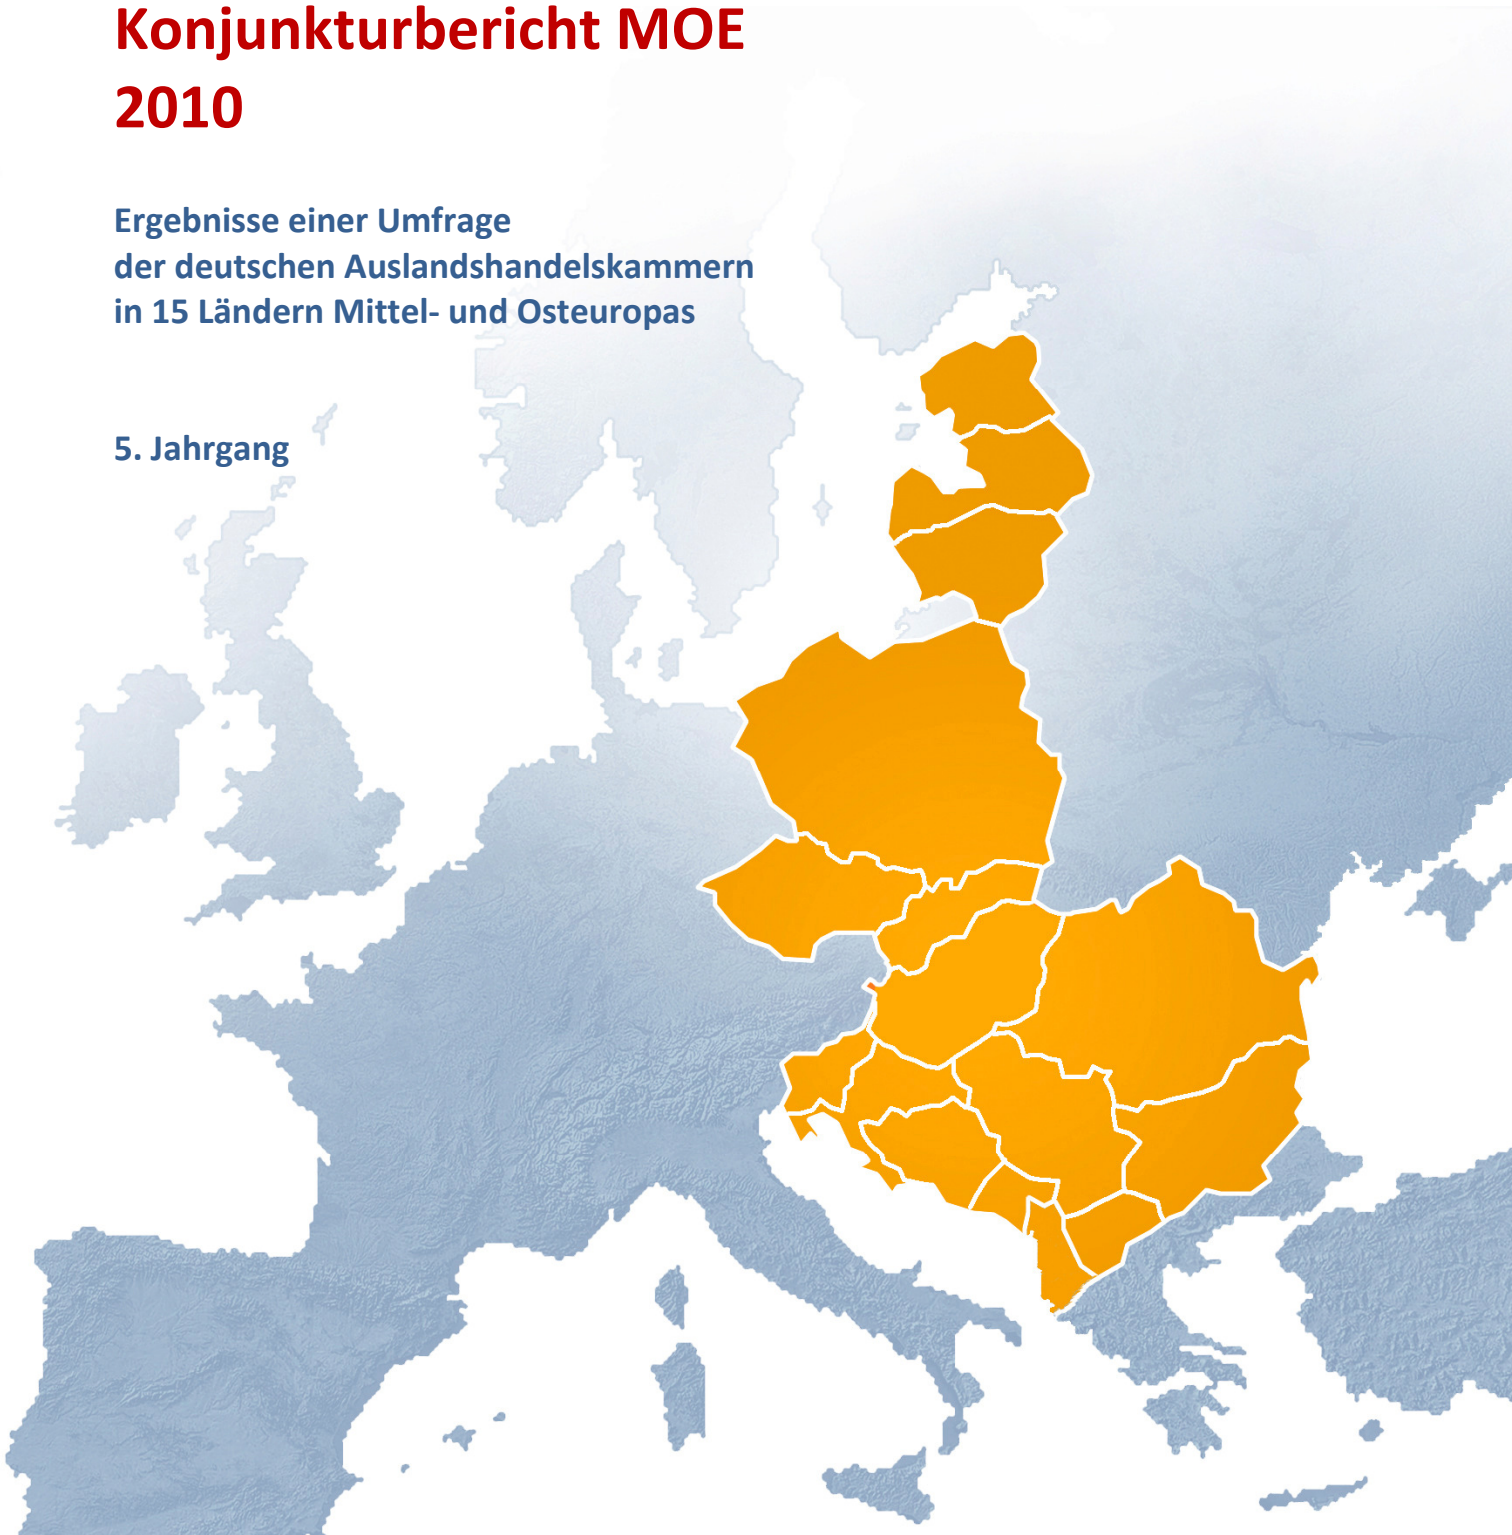 Konjunkturbericht MOE
2010
Ergebnisse einer Umfrage
der deutschen Auslandshandelskammern
in 15 Ländern Mittel- und Osteuropas
5. Jahrgang